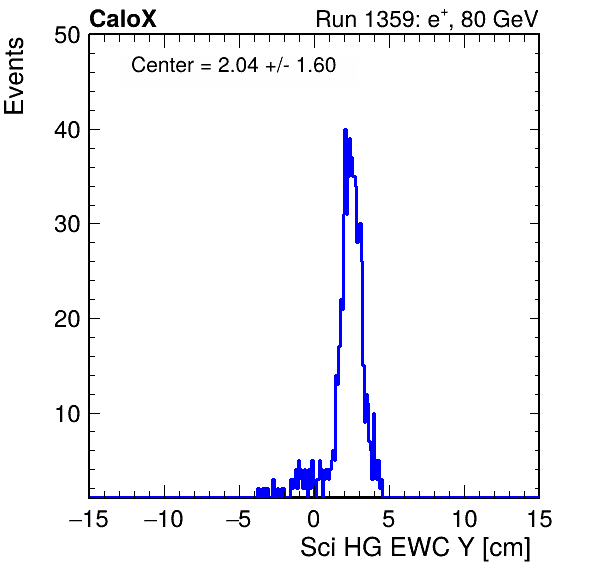 CaloX Run 1359: e+, 80 GeV
Events
Center = 2.04 +/- 1.60
50
40
30
20
10
−15 −10 −5 0 5 10 15
Sci HG EWC Y [cm]